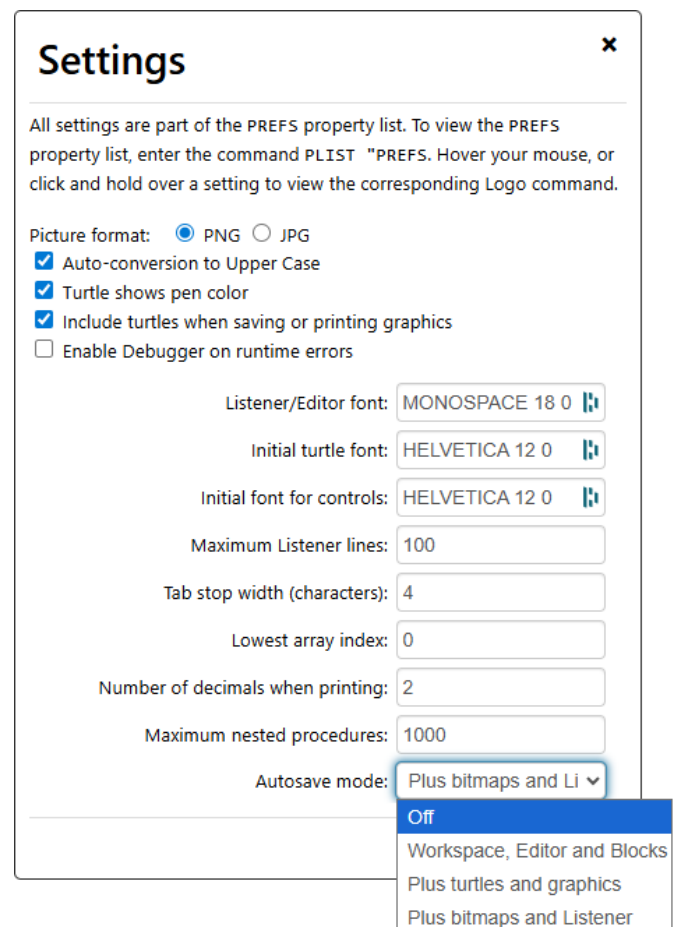 Settings
×
All settings are part of the PREFS property list. To view the PREFS
property list, enter the command PLIST "PREFS. Hover your mouse, or
click and hold over a setting to view the corresponding Logo command.
Picture format: PNG JPG
Auto-conversion to Upper Case
Turtle shows pen color
Include turtles when saving or printing graphics
Enable Debugger on runtime errors
Listener/Editor font: MONOSPACE 18 0
Initial turtle font: HELVETICA 12 0
Initial font for controls: HELVETICA 12 0
Maximum Listener lines: 100
Tab stop width (characters): 4
Lowest array index: 0
Number of decimals when printing: 2
Maximum nested procedures: 1000
Autosave mode: Plus bitmaps and Li
Off
Workspace, Editor and Blocks
Plus turtles and graphics
Plus bitmaps and Listener